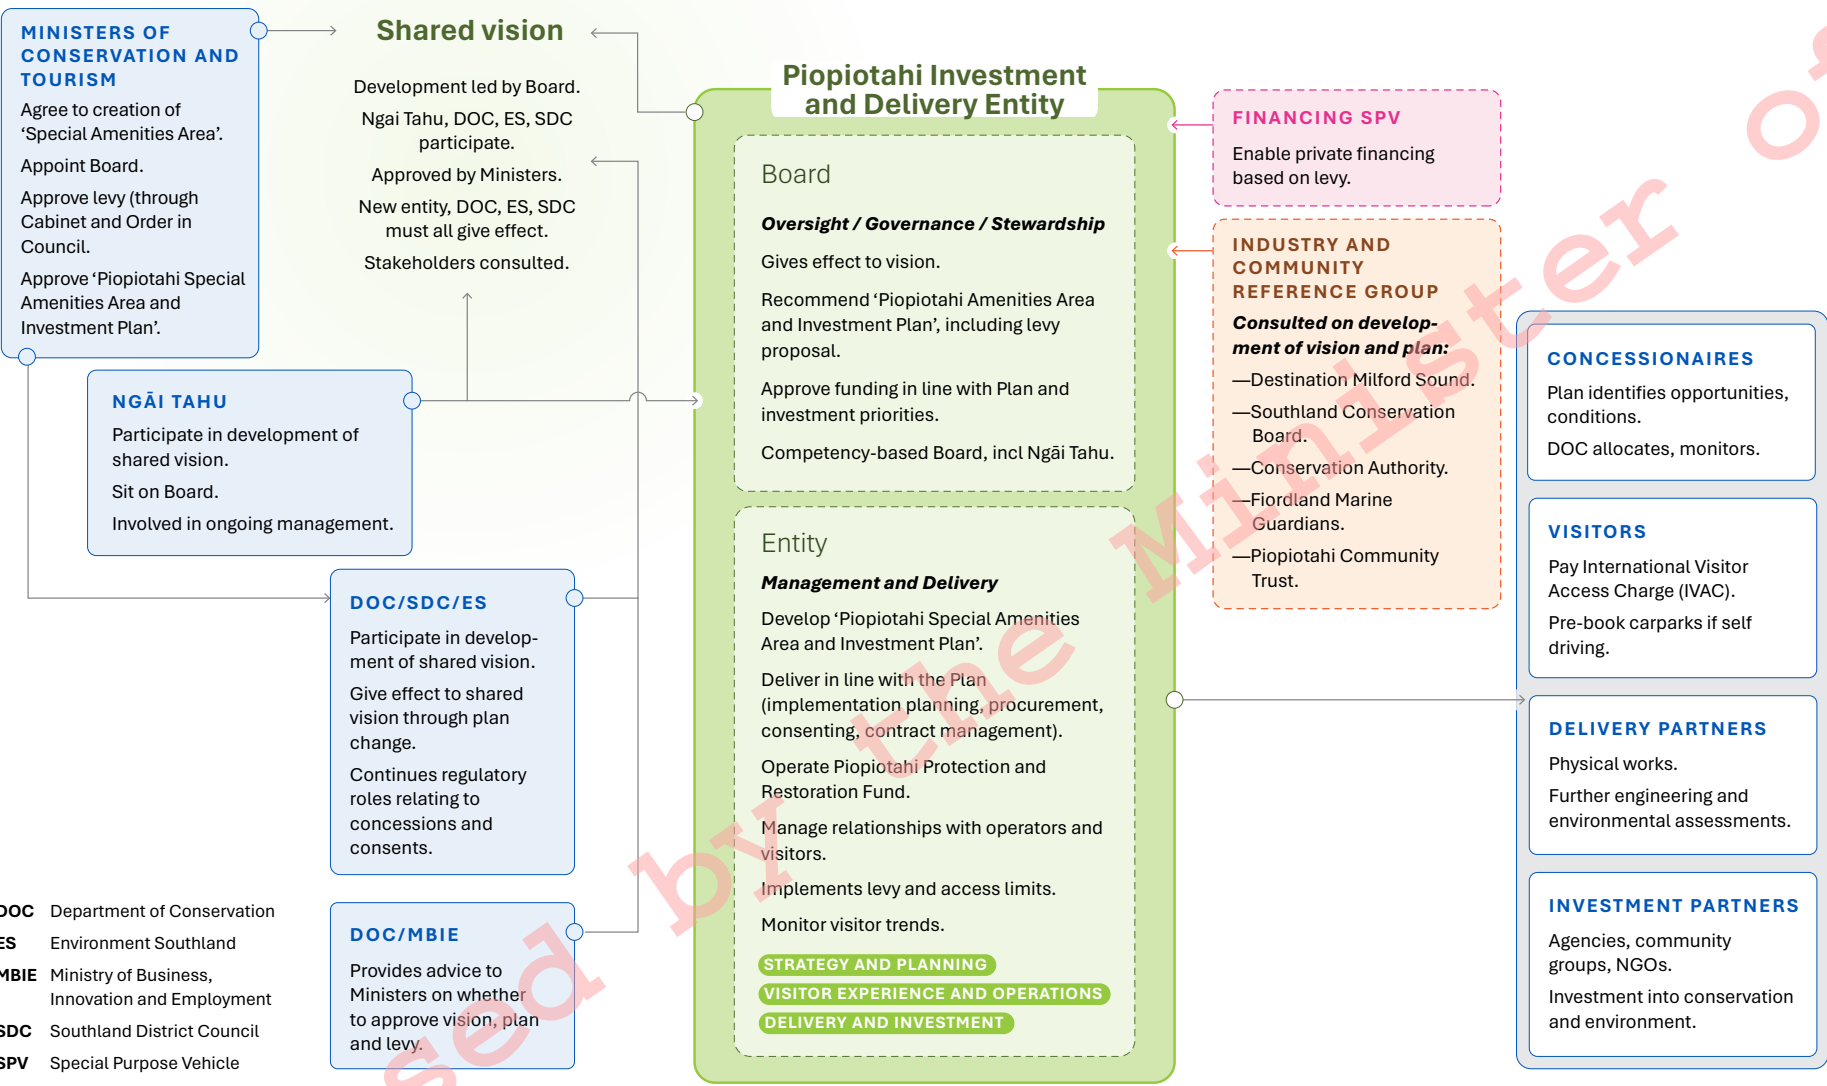 MINISTERS OF
CONSERVATION AND
TOURISM
Agree to creation of
‘Special Amenities Area’.
Appoint Board.
Approve levy (through
Cabinet and Order in
Council.
Approve ‘Piopiotahi Special
Amenities Area and
Investment Plan’.
Shared vision
Development led by Board.
Ngai Tahu, DOC, ES, SDC
participate.
Approved by Ministers.
New entity, DOC, ES, SDC
must all give effect.
Stakeholders consulted.
NGĀI TAHU
Participate in development of
shared vision.
Sit on Board.
Involved in ongoing management.
DOC/SDC/ES
Participate in develop-
ment of shared vision.
Give effect to shared
vision through plan
change.
Continues regulatory
roles relating to
concessions and
consents.
DOC/MBIE
Provides advice to
Ministers on whether
to approve vision, plan
and levy.
DOC Department of Conservation
ES Environment Southland
MBIE Ministry of Business,
Innovation and Employment
SDC Southland District Council
SPV Special Purpose Vehicle
Piopiotahi Investment
and Delivery Entity
Board
Oversight / Governance / Stewardship
Gives effect to vision.
Recommend ‘Piopiotahi Amenities Area
and Investment Plan’, including levy
proposal.
Approve funding in line with Plan and
investment priorities.
Competency-based Board, incl Ngāi Tahu.
Entity
Management and Delivery
Develop ‘Piopiotahi Special Amenities
Area and Investment Plan’.
Deliver in line with the Plan
(implementation planning, procurement,
consenting, contract management).
Operate Piopiotahi Protection and
Restoration Fund.
Manage relationships with operators and
visitors.
Implements levy and access limits.
Monitor visitor trends.
STRATEGY AND PLANNING
VISITOR EXPERIENCE AND OPERATIONS
DELIVERY AND INVESTMENT
FINANCING SPV
Enable private financing
based on levy.
INDUSTRY AND
COMMUNITY
REFERENCE GROUP
Consulted on develop-
ment of vision and plan:
—Destination Milford Sound.
—Southland Conservation
Board.
—Conservation Authority.
—Fiordland Marine
Guardians.
—Piopiotahi Community
Trust.
CONCESSIONAIRES
Plan identifies opportunities,
conditions.
DOC allocates, monitors.
VISITORS
Pay International Visitor
Access Charge (IVAC).
Pre-book carparks if self
driving.
DELIVERY PARTNERS
Physical works.
Further engineering and
environmental assessments.
INVESTMENT PARTNERS
Agencies, community
groups, NGOs.
Investment into conservation
and environment.
sed by the Minister of